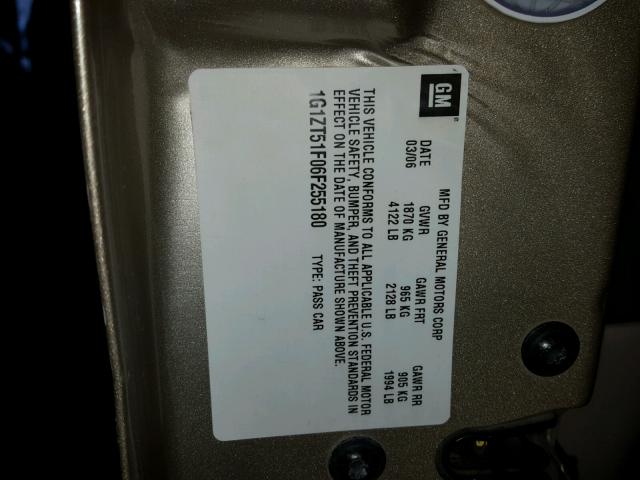 GM
MFD BY GENERAL MOTORS CORP
DATE GVWR GAWR FRT GAWR RR
03/06 1870 KG 965 KG 905 KG
4122 LB 2128 LB 1994 LB
THIS VEHICLE CONFORMS TO ALL APPLICABLE U.S. FEDERAL MOTOR
VEHICLE SAFETY, BUMPER, AND THEFT PREVENTION STANDARDS IN
EFFECT ON THE DATE OF MANUFACTURE SHOWN ABOVE.
1G1ZT51F06F255180 TYPE: PASS CAR